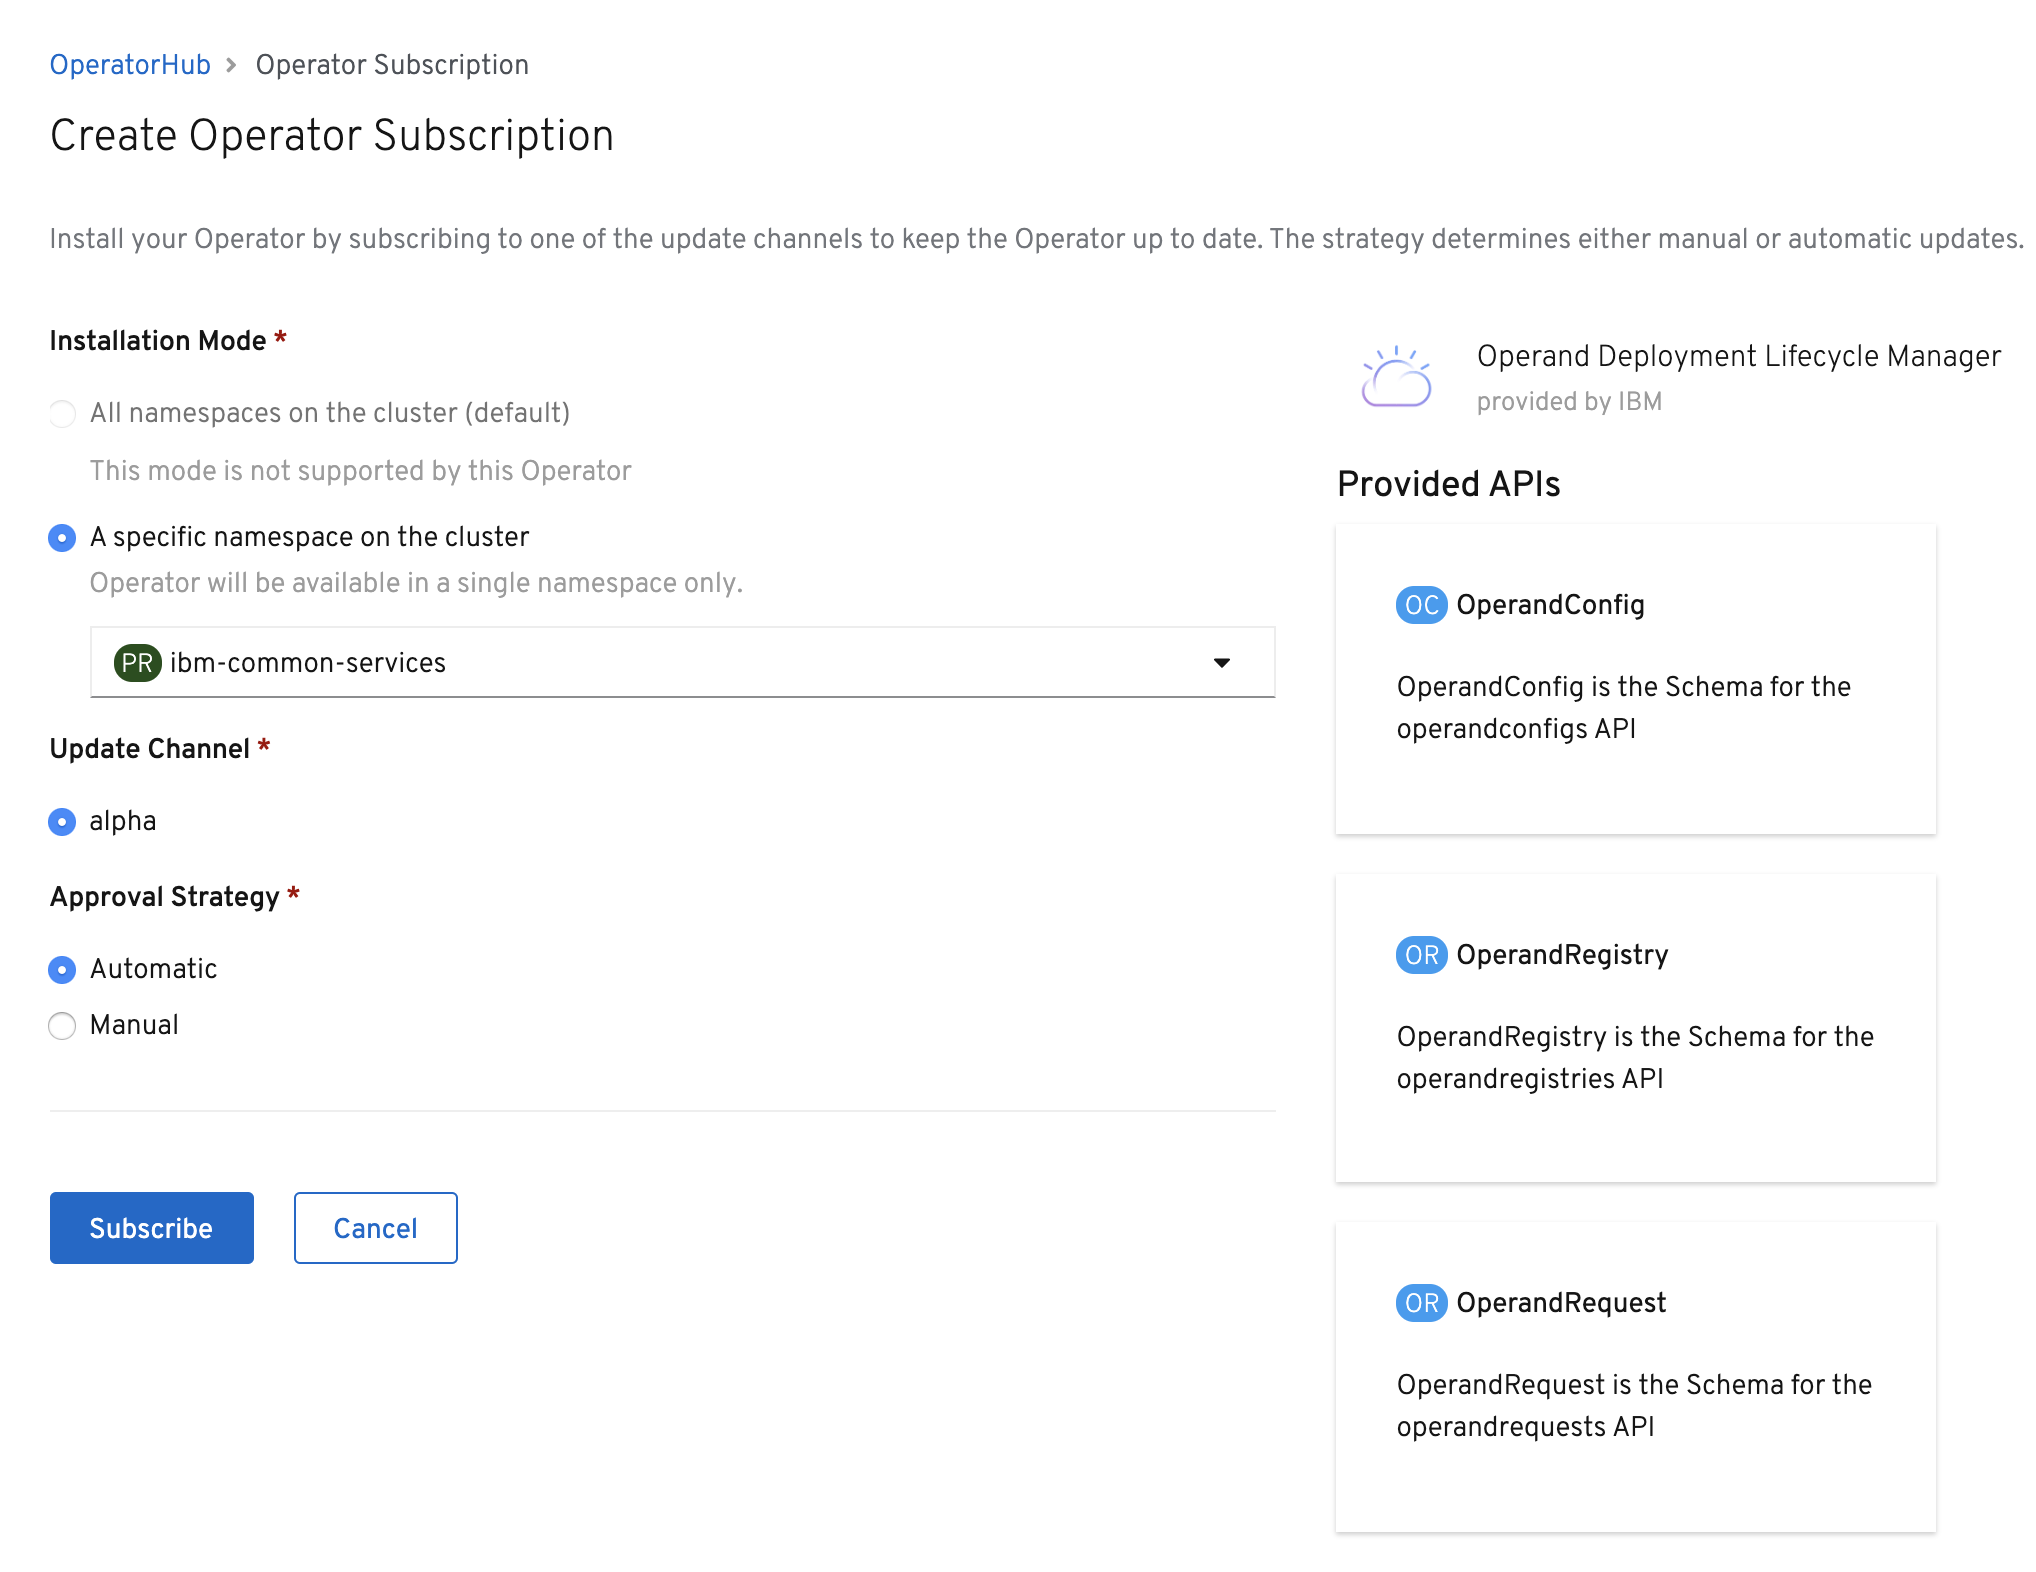 OperatorHub > Operator Subscription
Create Operator Subscription
Install your Operator by subscribing to one of the update channels to keep the Operator up to date. The strategy determines either manual or automatic updates.
Installation Mode *
All namespaces on the cluster (default)
This mode is not supported by this Operator
A specific namespace on the cluster
Operator will be available in a single namespace only.
PR ibm-common-services
Update Channel *
alpha
Approval Strategy *
Automatic
Manual
Subscribe
Cancel
Operand Deployment Lifecycle Manager
provided by IBM
Provided APIs
OC OperandConfig
OperandConfig is the Schema for the
operandconfigs API
OR OperandRegistry
OperandRegistry is the Schema for the
operandregistries API
OR OperandRequest
OperandRequest is the Schema for the
operandrequests API